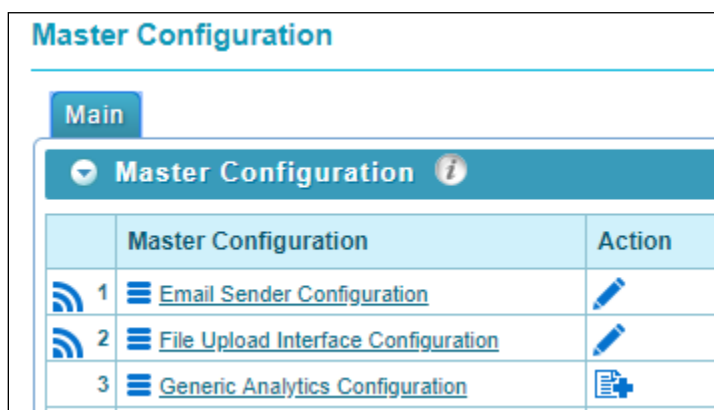 Master Configuration
Main
Master Configuration i
Master Configuration Action
1 Email Sender Configuration
2 File Upload Interface Configuration
3 Generic Analytics Configuration